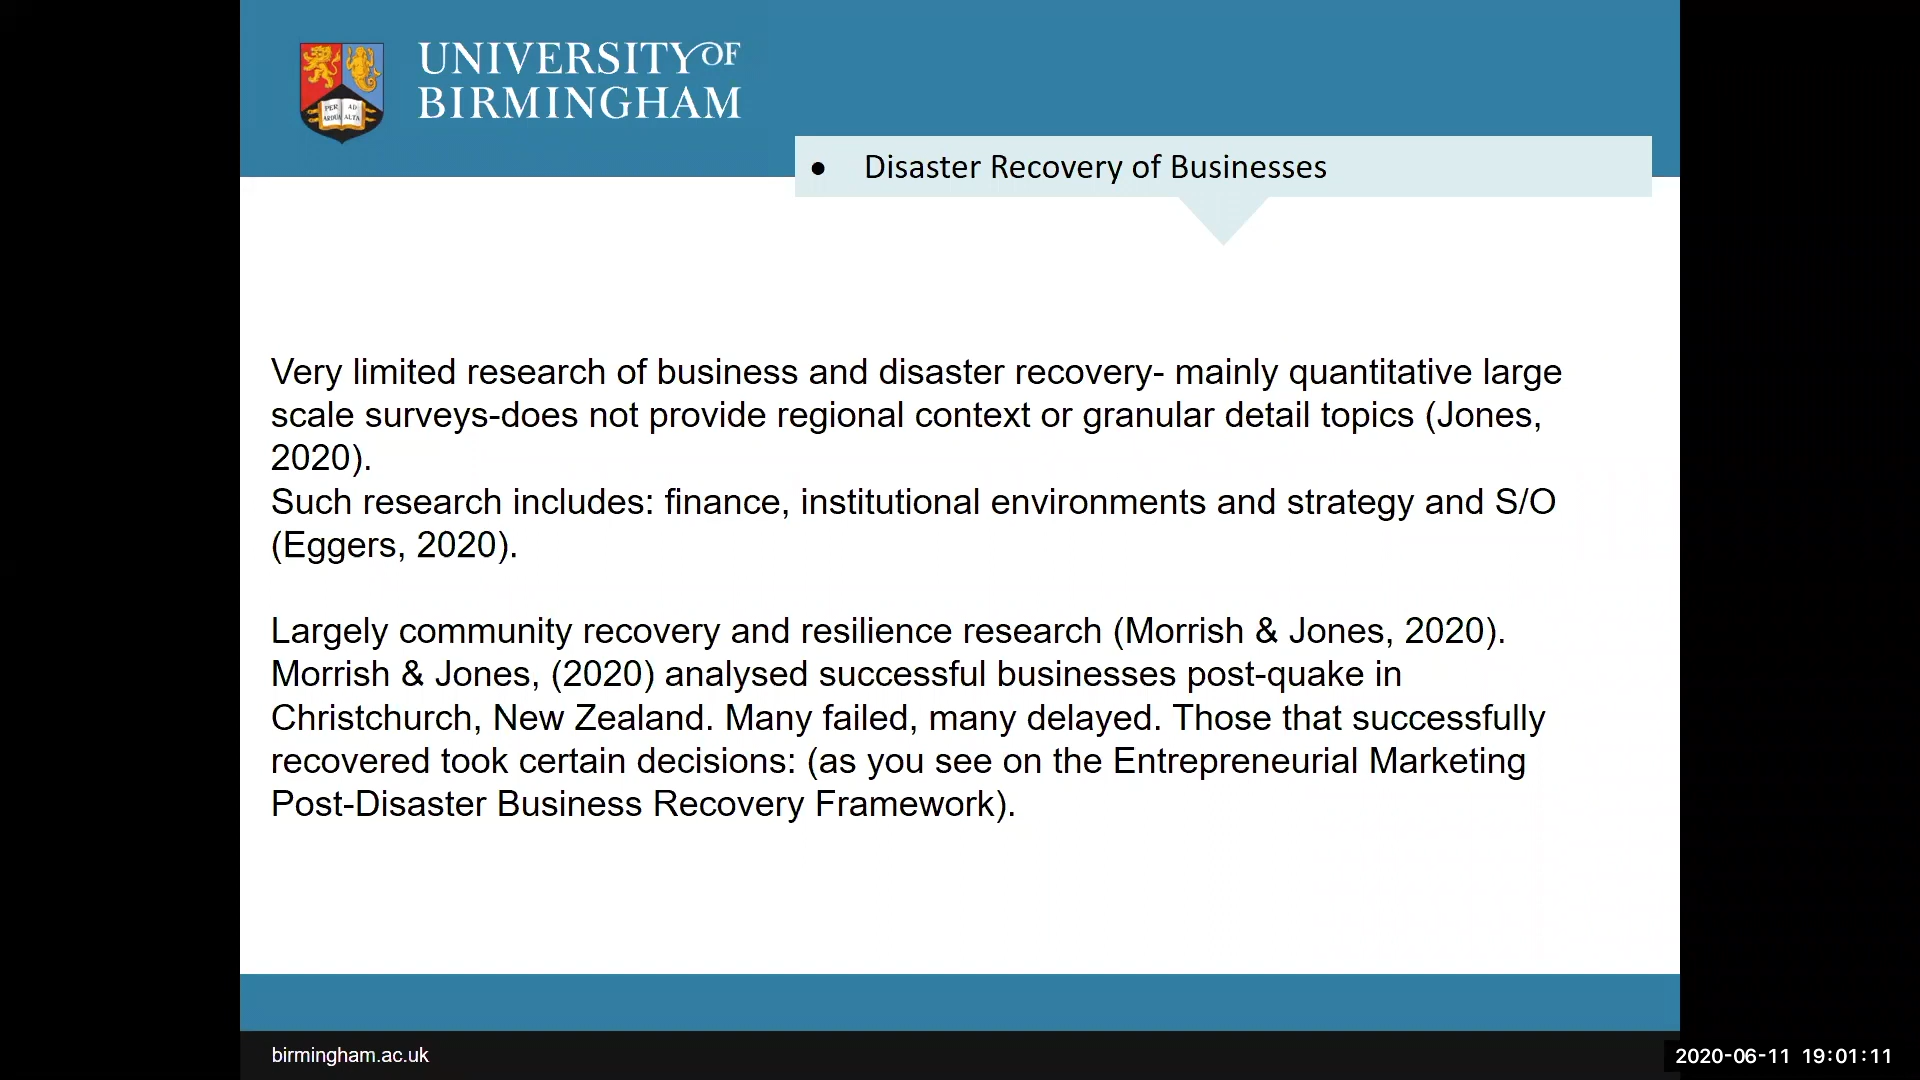 UNIVERSITY OF
BIRMINGHAM
PER AD
ARDUA ALTA
• Disaster Recovery of Businesses
Very limited research of business and disaster recovery- mainly quantitative large
scale surveys-does not provide regional context or granular detail topics (Jones,
2020).
Such research includes: finance, institutional environments and strategy and S/O
(Eggers, 2020).
Largely community recovery and resilience research (Morrish & Jones, 2020).
Morrish & Jones, (2020) analysed successful businesses post-quake in
Christchurch, New Zealand. Many failed, many delayed. Those that successfully
recovered took certain decisions: (as you see on the Entrepreneurial Marketing
Post-Disaster Business Recovery Framework).
birmingham.ac.uk
2020-06-11 19:01:11